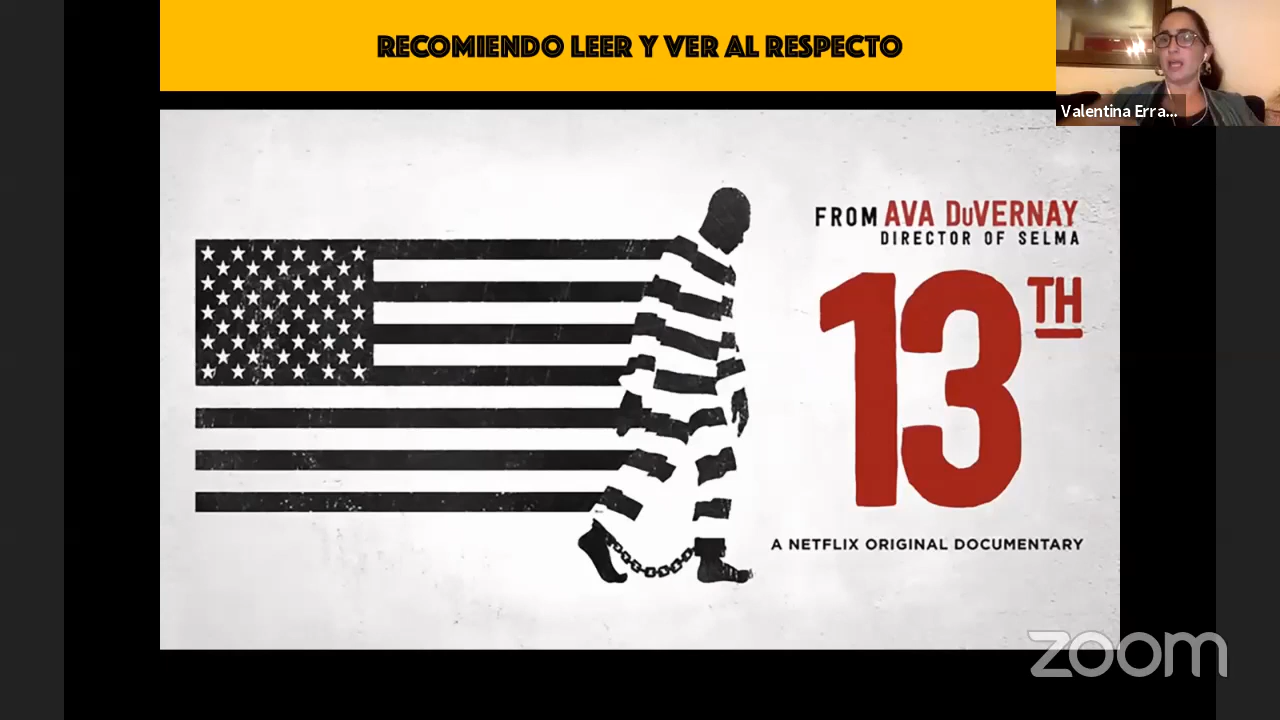 RECOMIENDO LEER Y VER AL RESPECTO
Valentina Erra...
FROM AVA DuVERNAY
DIRECTOR OF SELMA
13TH
A NETFLIX ORIGINAL DOCUMENTARY
zoom